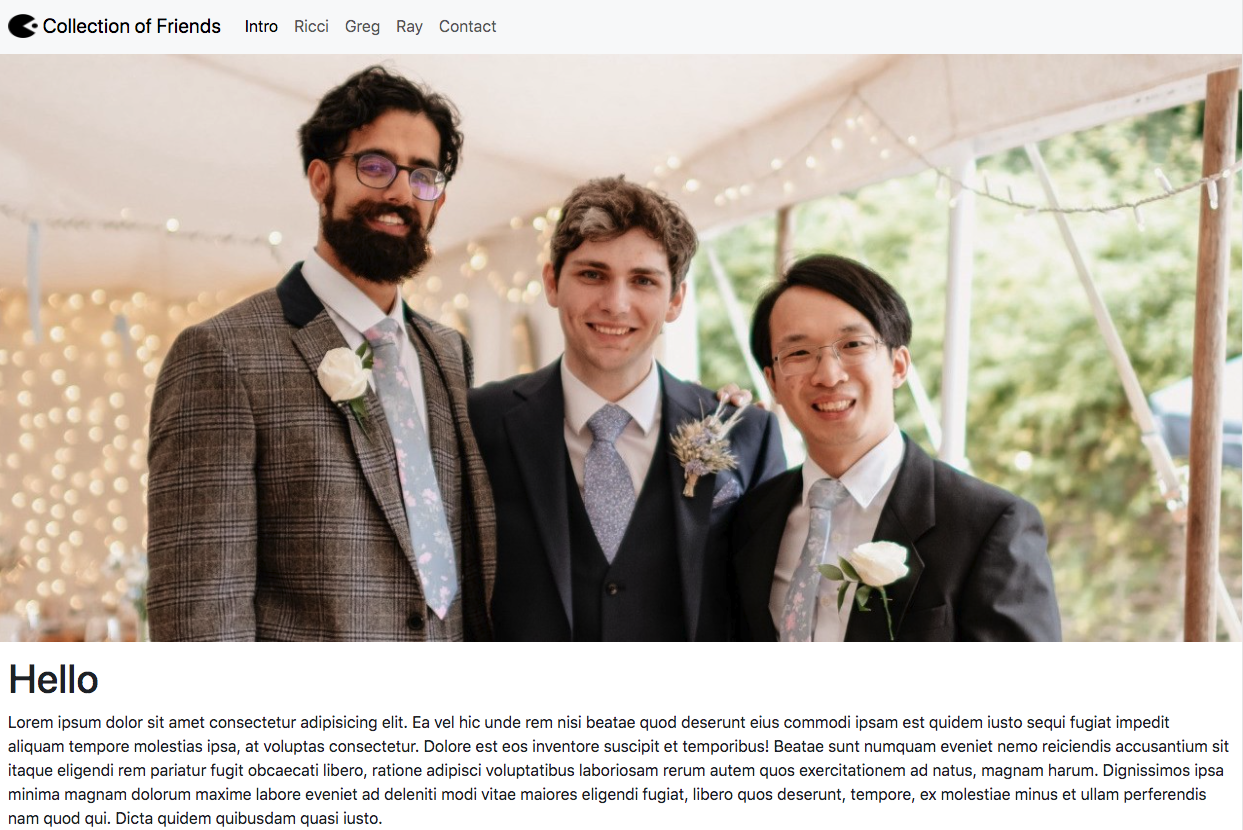 Collection of Friends Intro Ricci Greg Ray Contact
Hello
Lorem ipsum dolor sit amet consectetur adipisicing elit. Ea vel hic unde rem nisi beatae quod deserunt eius commodi ipsam est quidem iusto sequi fugiat impedit
aliquam tempore molestias ipsa, at voluptas consectetur. Dolore est eos inventore suscipit et temporibus! Beatae sunt numquam eveniet nemo reiciendis accusantium sit
itaque eligendi rem pariatur fugit obcaecati libero, ratione adipisci voluptatibus laboriosam rerum autem quos exercitationem ad natus, magnam harum. Dignissimos ipsa
minima magnam dolorum maxime labore eveniet ad deleniti modi vitae maiores eligendi fugiat, libero quos deserunt, tempore, ex molestiae minus et ullam perferendis
nam quod qui. Dicta quidem quibusdam quasi iusto.